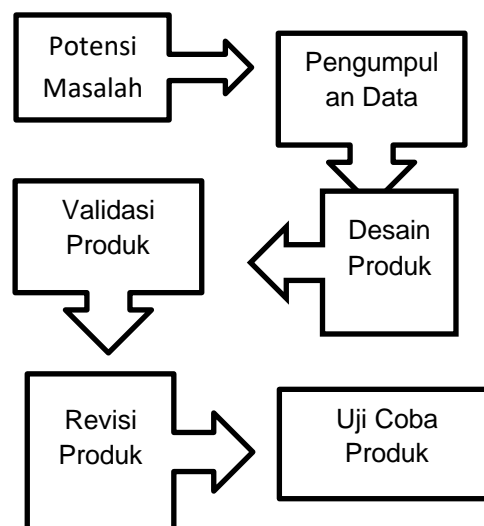 Potensi
Masalah
Pengumpul
an Data
Desain
Produk
Validasi
Produk
Revisi
Produk
Uji Coba
Produk